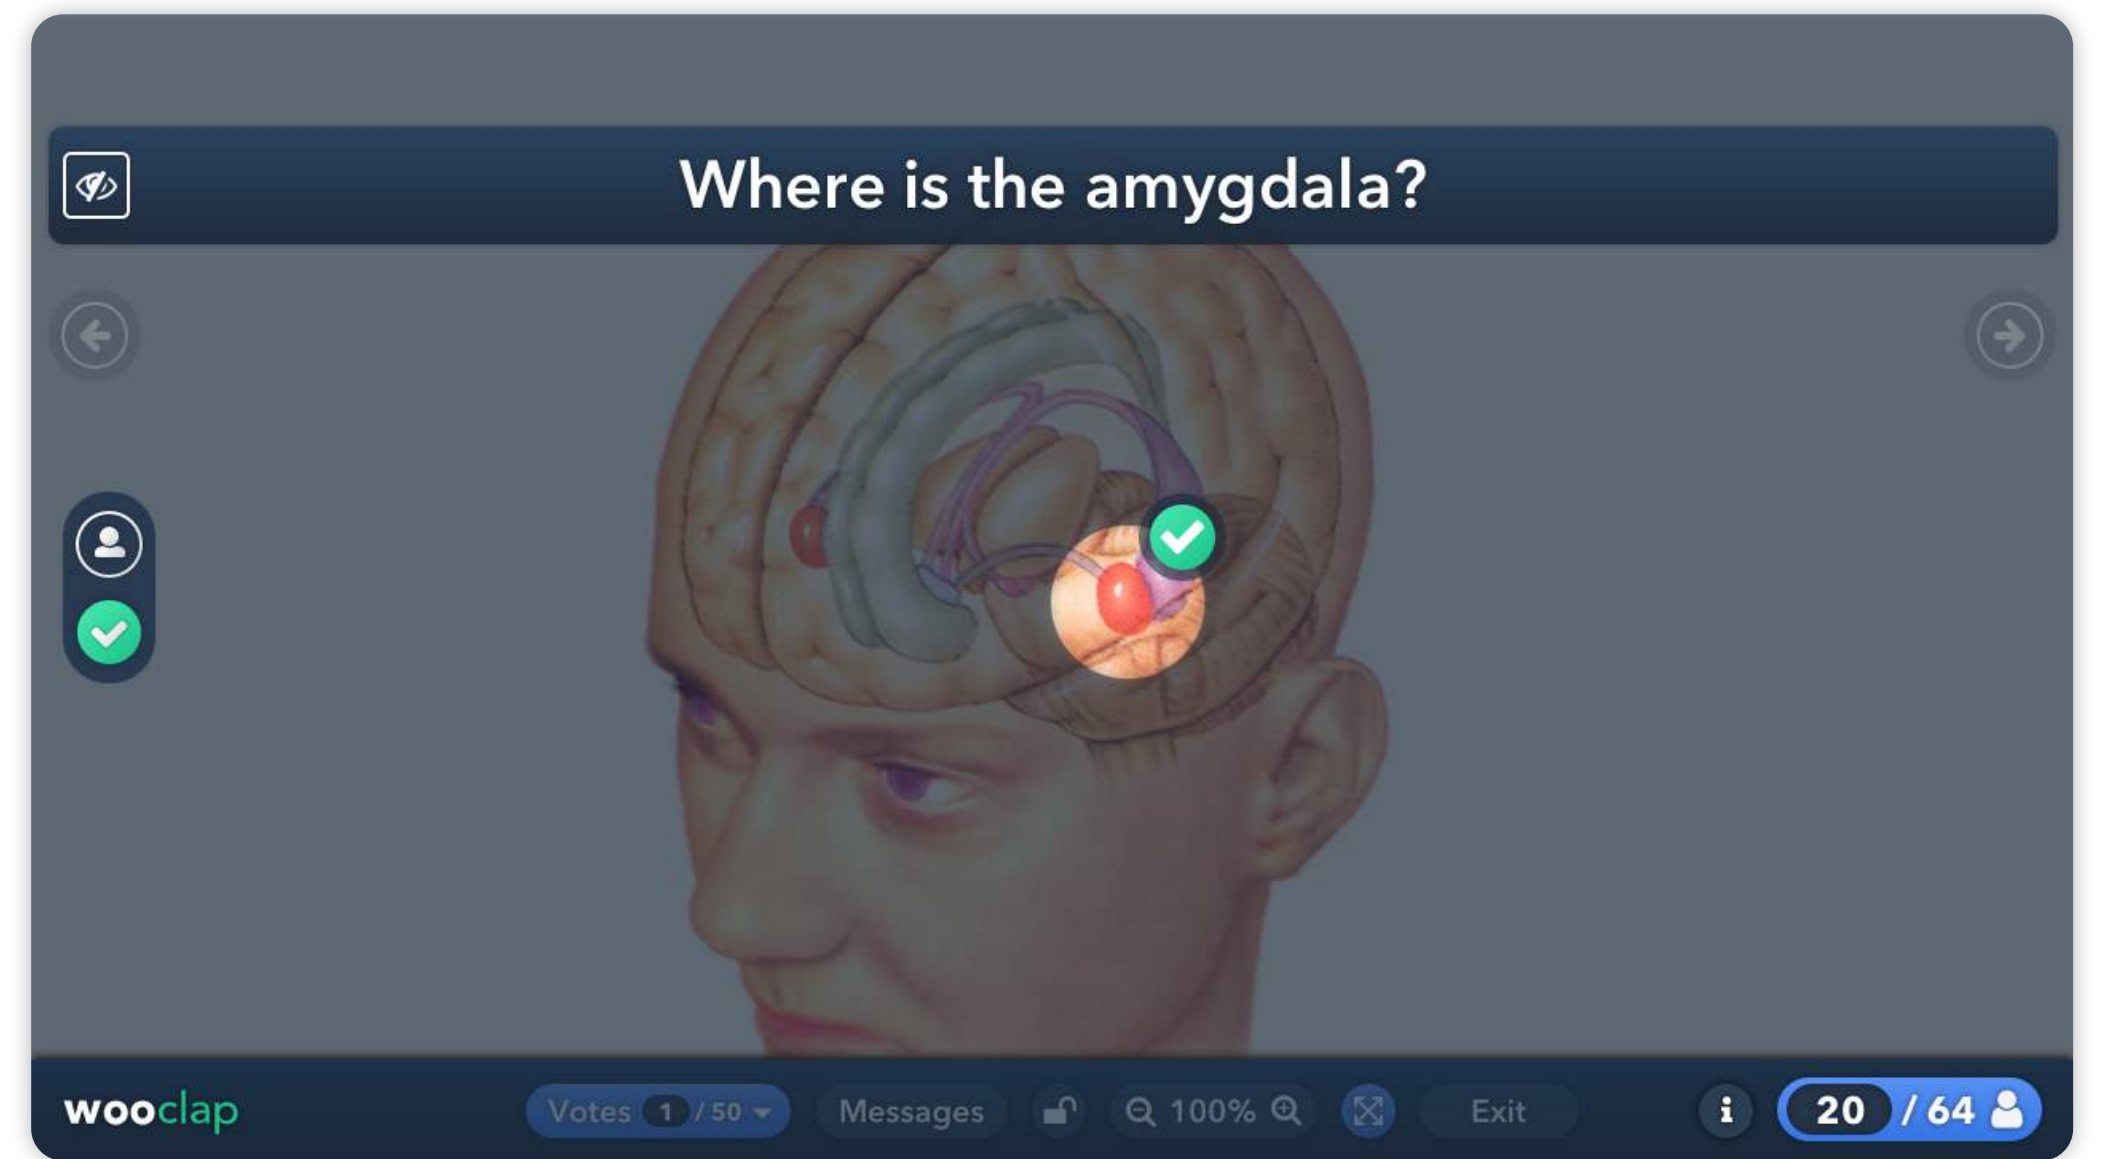 Where is the amygdala?
wooclap
Votes 1 / 50
Messages
100%
Exit
i
20 / 64